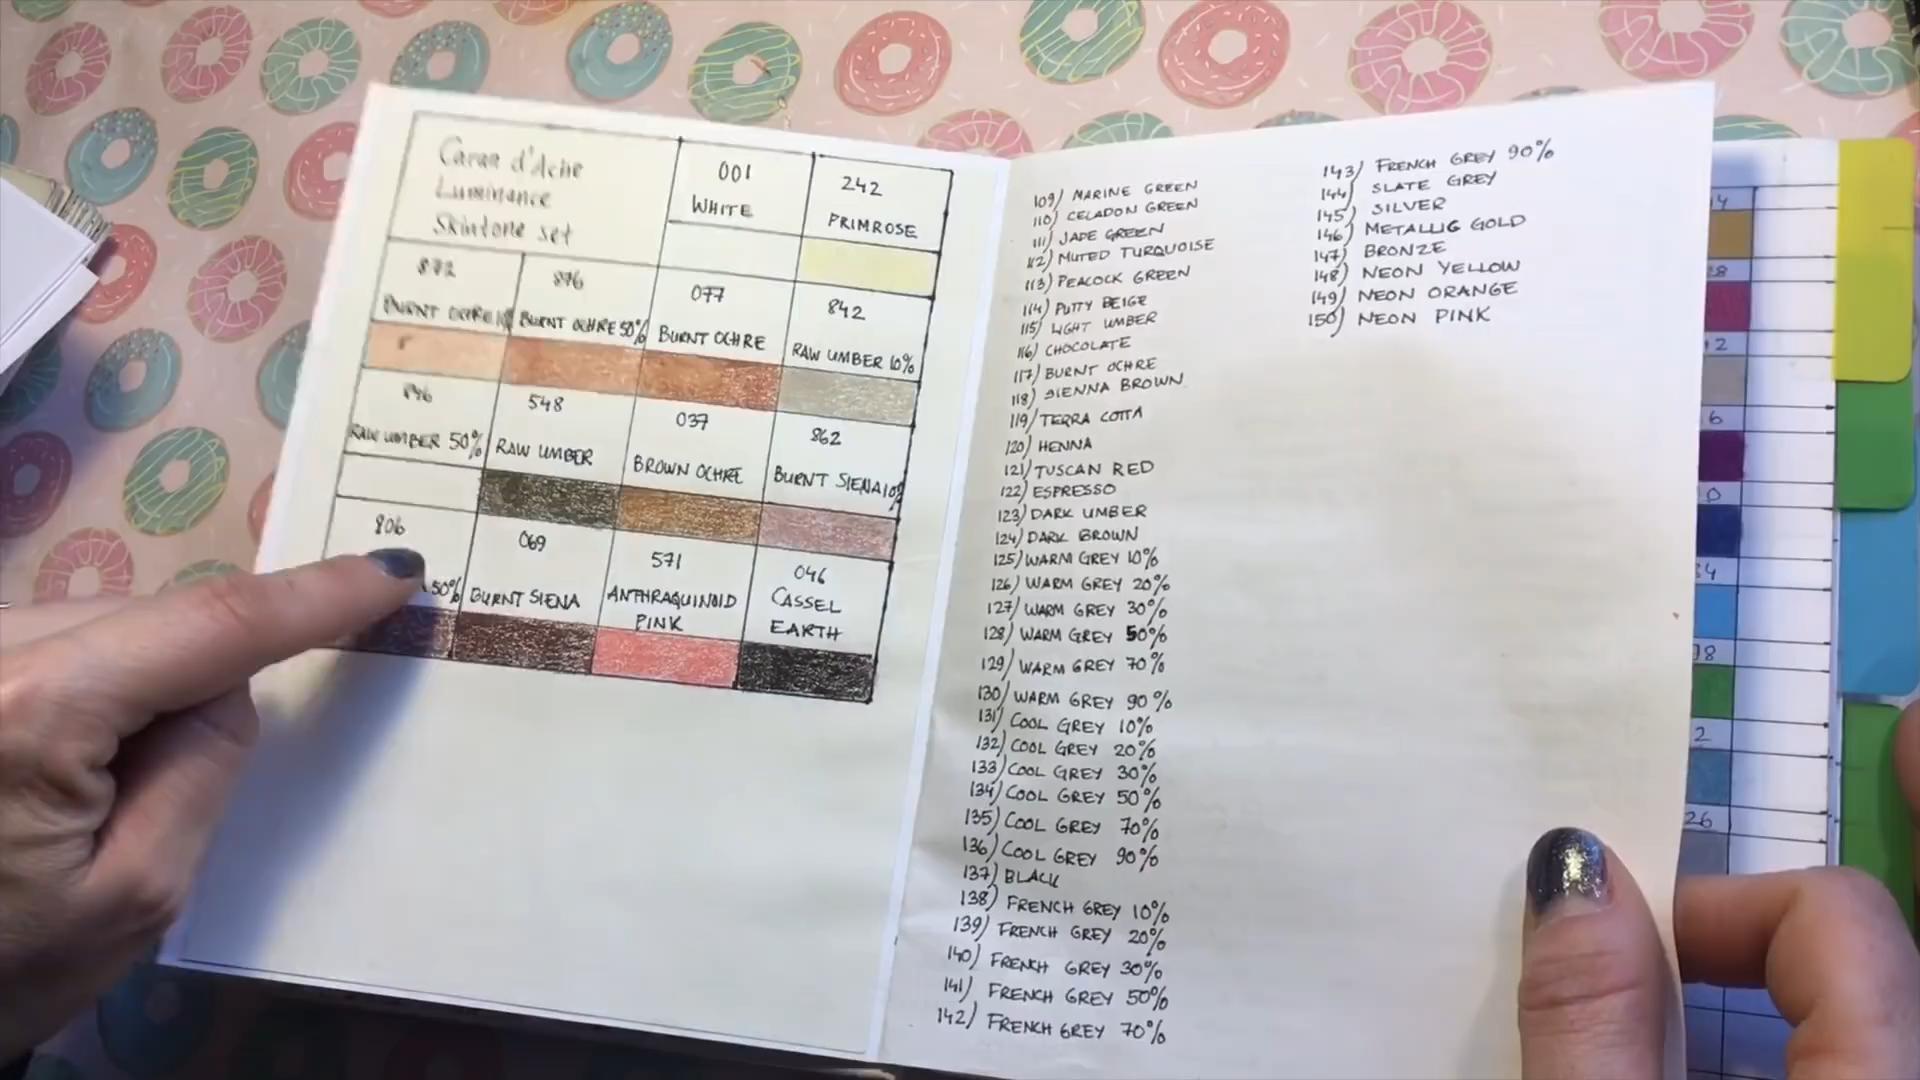 Caran d'Ache
Luminance
Skintone set
001
WHITE
242
PRIMROSE
872
BURNT OCHRE
876
BURNT OCHRE 50%
077
BURNT OCHRE
842
RAW UMBER 10%
846
RAW UMBER 50%
548
RAW UMBER
037
BROWN OCHRE
862
BURNT SIENA 10%
806
50%
069
BURNT SIENA
571
ANTHRAQUINOID
PINK
046
CASSEL
EARTH
109) MARINE GREEN
110) CELADON GREEN
111) JADE GREEN
112) MUTED TURQUOISE
113) PEACOCK GREEN
114) PUTTY BEIGE
115) LIGHT UMBER
116) CHOCOLATE
117) BURNT OCHRE
118) SIENNA BROWN
119) TERRA COTTA
120) HENNA
121) TUSCAN RED
122) ESPRESSO
123) DARK UMBER
124) DARK BROWN
125) WARM GREY 10%
126) WARM GREY 20%
127) WARM GREY 30%
128) WARM GREY 50%
129) WARM GREY 70%
130) WARM GREY 90%
131) COOL GREY 10%
132) COOL GREY 20%
133) COOL GREY 30%
134) COOL GREY 50%
135) COOL GREY 70%
136) COOL GREY 90%
137) BLACK
138) FRENCH GREY 10%
139) FRENCH GREY 20%
140) FRENCH GREY 30%
141) FRENCH GREY 50%
142) FRENCH GREY 70%
143) FRENCH GREY 90%
144) SLATE GREY
145) SILVER
146) METALLIG GOLD
147) BRONZE
148) NEON YELLOW
149) NEON ORANGE
150) NEON PINK